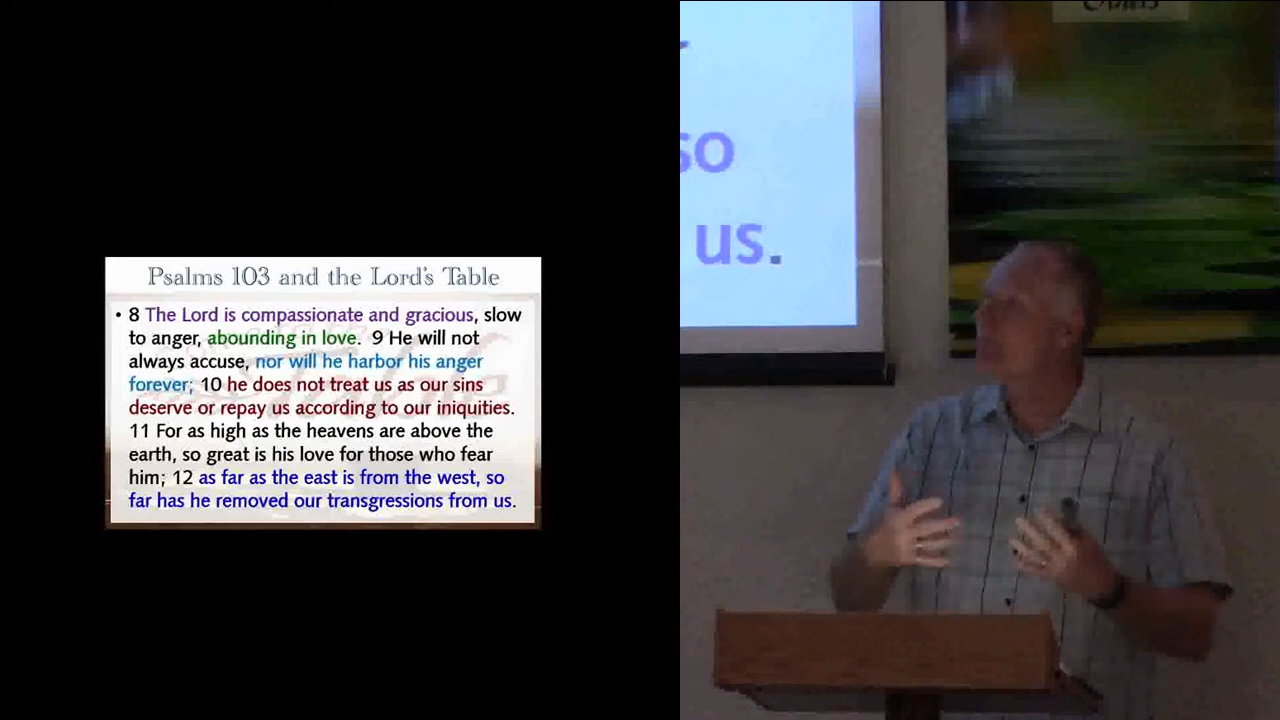 Psalms 103 and the Lord's Table
• 8 The Lord is compassionate and gracious, slow
to anger, abounding in love. 9 He will not
always accuse, nor will he harbor his anger
forever; 10 he does not treat us as our sins
deserve or repay us according to our iniquities.
11 For as high as the heavens are above the
earth, so great is his love for those who fear
him; 12 as far as the east is from the west, so
far has he removed our transgressions from us.
so
us.